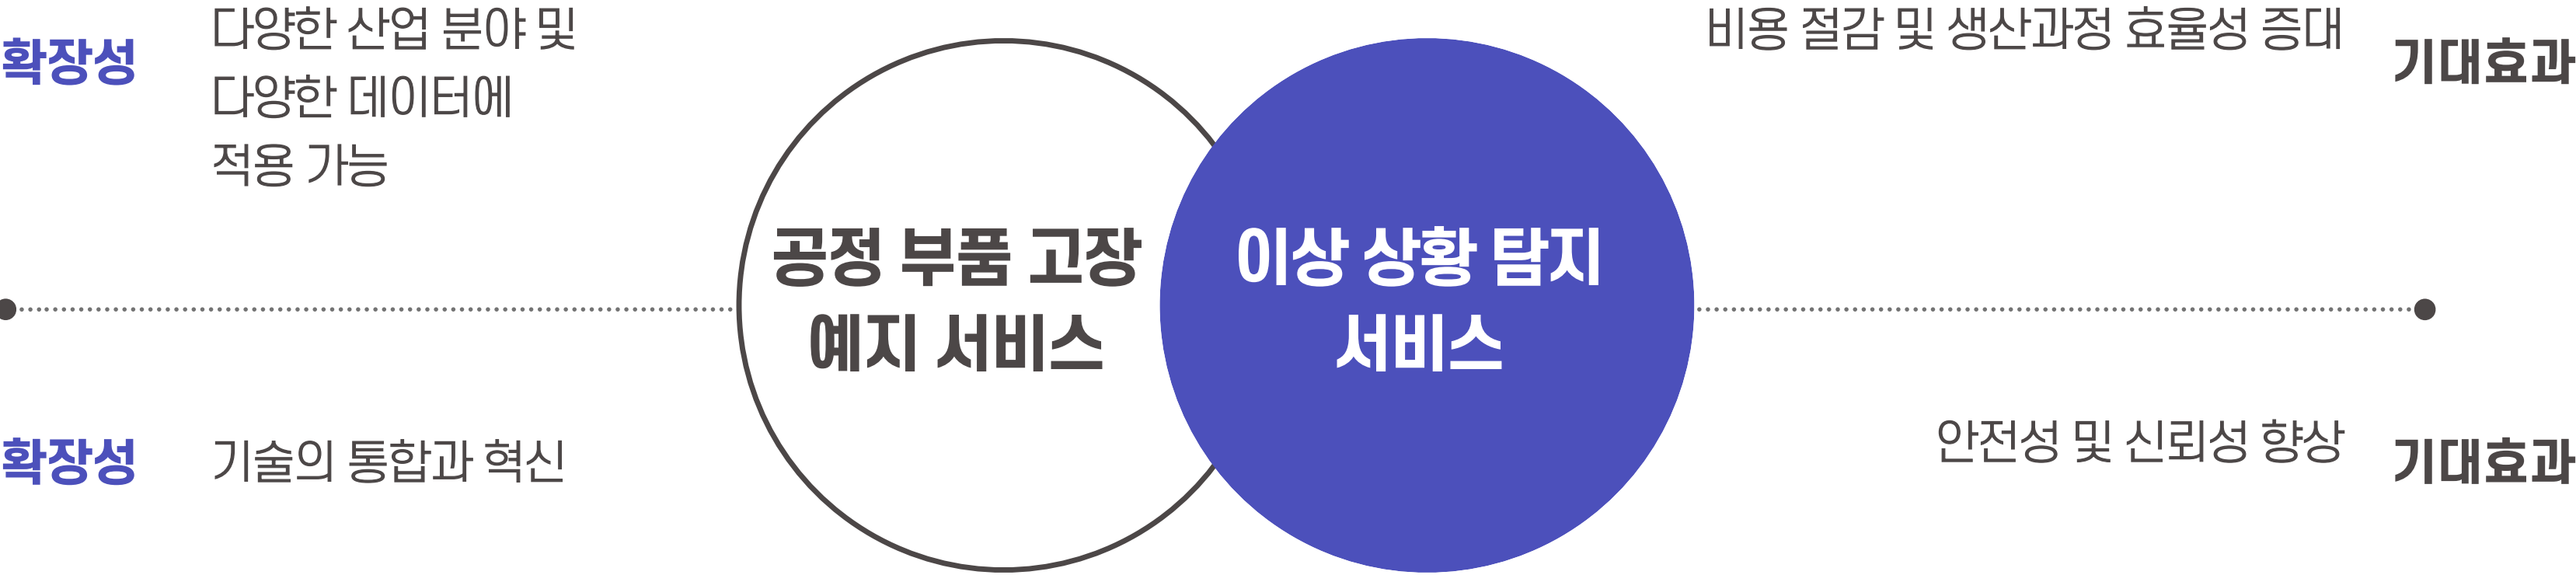 확장성
다양한 산업 분야 및
다양한 데이터에
적용 가능
확장성
기술의 통합과 혁신
공정 부품 고장
예지 서비스
이상 상황 탐지
서비스
비용 절감 및 생산과정 효율성 증대
기대효과
안전성 및 신뢰성 향상
기대효과